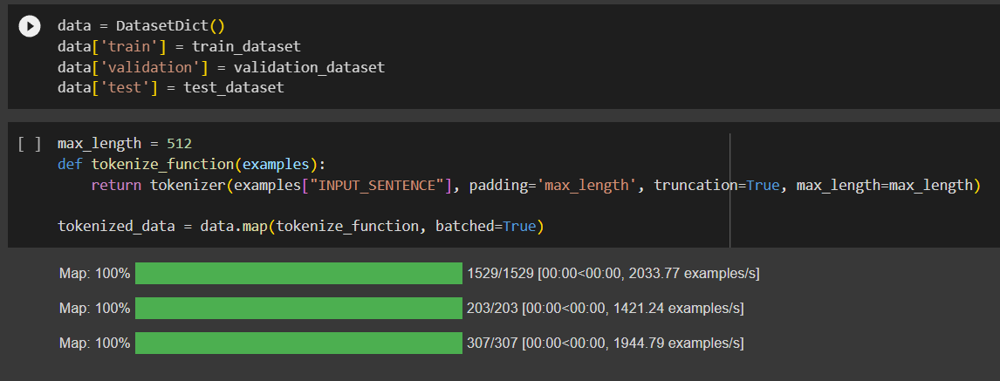 data = DatasetDict()
data['train'] = train_dataset
data['validation'] = validation_dataset
data['test'] = test_dataset
[ ] max_length = 512
def tokenize_function(examples):
    return tokenizer(examples["INPUT_SENTENCE"], padding='max_length', truncation=True, max_length=max_length)
tokenized_data = data.map(tokenize_function, batched=True)
Map: 100% 1529/1529 [00:00<00:00, 2033.77 examples/s]
Map: 100% 203/203 [00:00<00:00, 1421.24 examples/s]
Map: 100% 307/307 [00:00<00:00, 1944.79 examples/s]